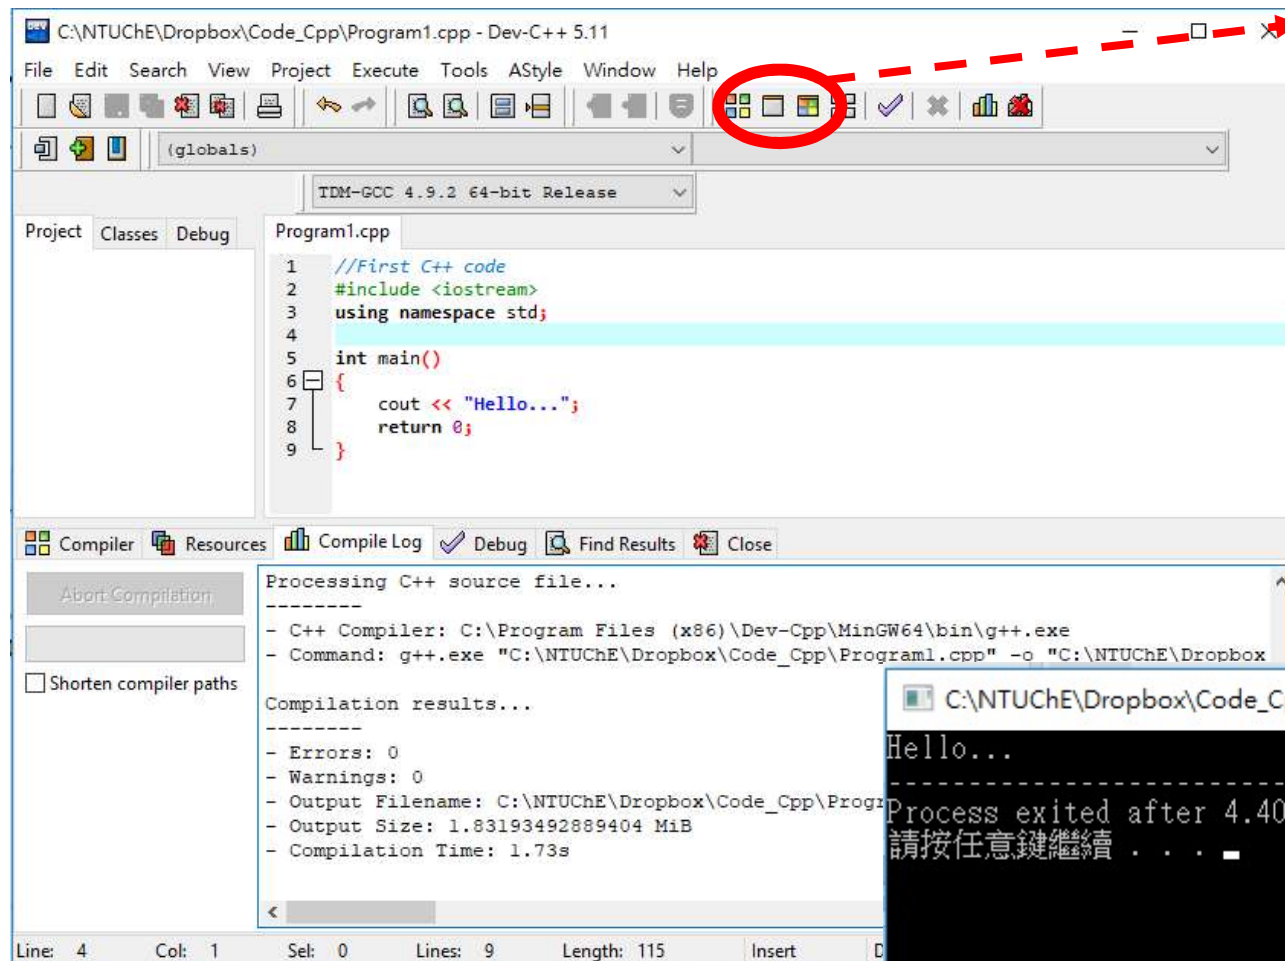 C:\NTUChE\Dropbox\Code_Cpp\Program1.cpp - Dev-C++ 5.11
File Edit Search View Project Execute Tools AStyle Window Help
(globals)
TDM-GCC 4.9.2 64-bit Release
Project Classes Debug
Program1.cpp
1 //First C++ code
2 #include <iostream>
3 using namespace std;
4
5 int main()
6 {
7 cout << "Hello...";
8 return 0;
9 }
Compiler Resources Compile Log Debug Find Results Close
Abort Compilation
Shorten compiler paths
Processing C++ source file...
--------
- C++ Compiler: C:\Program Files (x86)\Dev-Cpp\MinGW64\bin\g++.exe
- Command: g++.exe "C:\NTUChE\Dropbox\Code_Cpp\Program1.cpp" -o "C:\NTUChE\Dropbox
Compilation results...
--------
- Errors: 0
- Warnings: 0
- Output Filename: C:\NTUChE\Dropbox\Code_Cpp\Progr
- Output Size: 1.83193492889404 MiB
- Compilation Time: 1.73s
C:\NTUChE\Dropbox\Code_C
Hello...
-------------------------
Process exited after 4.40
請按任意鍵繼續 . . .
Line: 4 Col: 1 Sel: 0 Lines: 9 Length: 115 Insert D